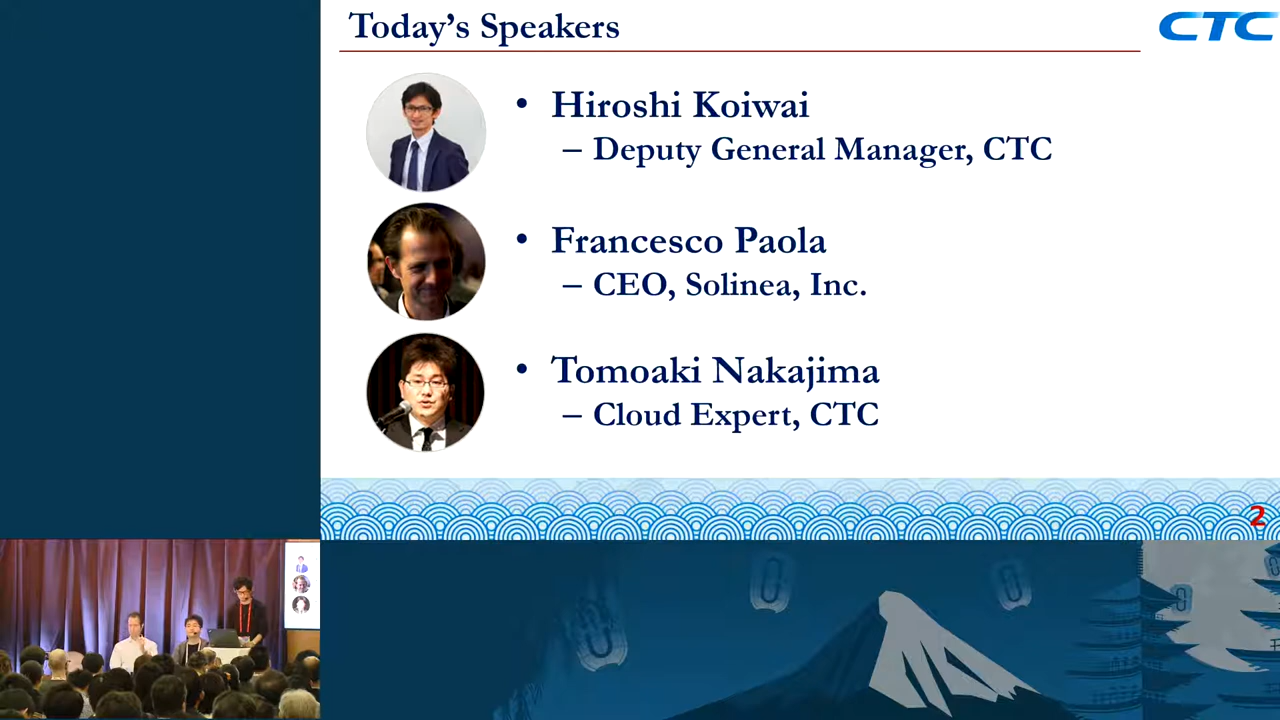 Today's Speakers
CTC
• Hiroshi Koiwai
– Deputy General Manager, CTC
• Francesco Paola
– CEO, Solinea, Inc.
• Tomoaki Nakajima
– Cloud Expert, CTC
2